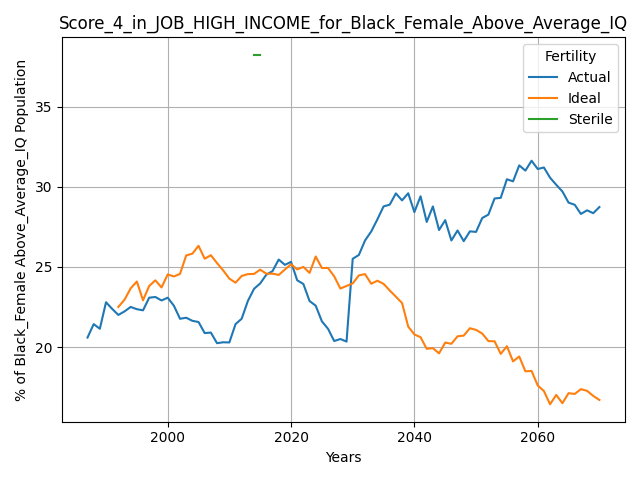 Score_4_in_JOB_HIGH_INCOME_for_Black_Female_Above_Average_IQ
% of Black_Female Above_Average_IQ Population
35
30
25
20
Fertility
Actual
Ideal
Sterile
2000
2020
2040
2060
Years